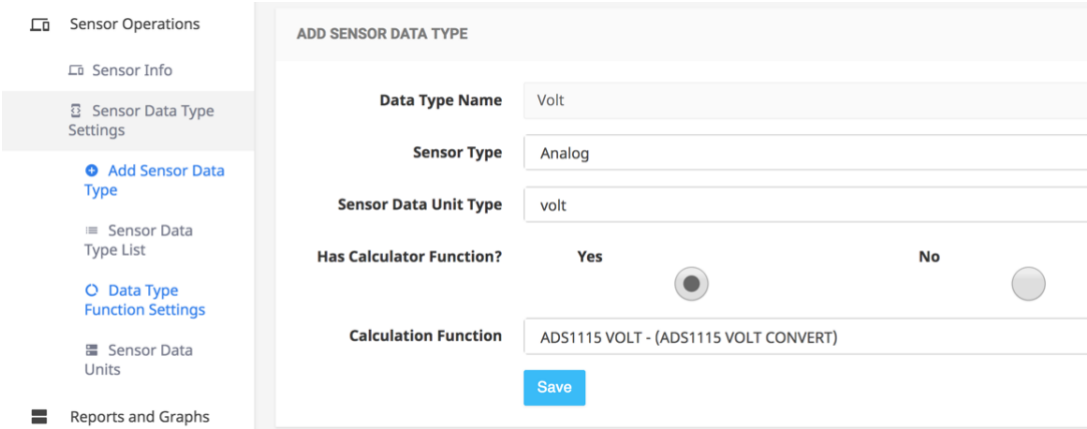 Sensor Operations
Sensor Info
Sensor Data Type
Settings
Add Sensor Data
Type
Sensor Data
Type List
Data Type
Function Settings
Sensor Data
Units
Reports and Graphs
ADD SENSOR DATA TYPE
Data Type Name Volt
Sensor Type Analog
Sensor Data Unit Type volt
Has Calculator Function? Yes No
Calculation Function ADS1115 VOLT - (ADS1115 VOLT CONVERT)
Save